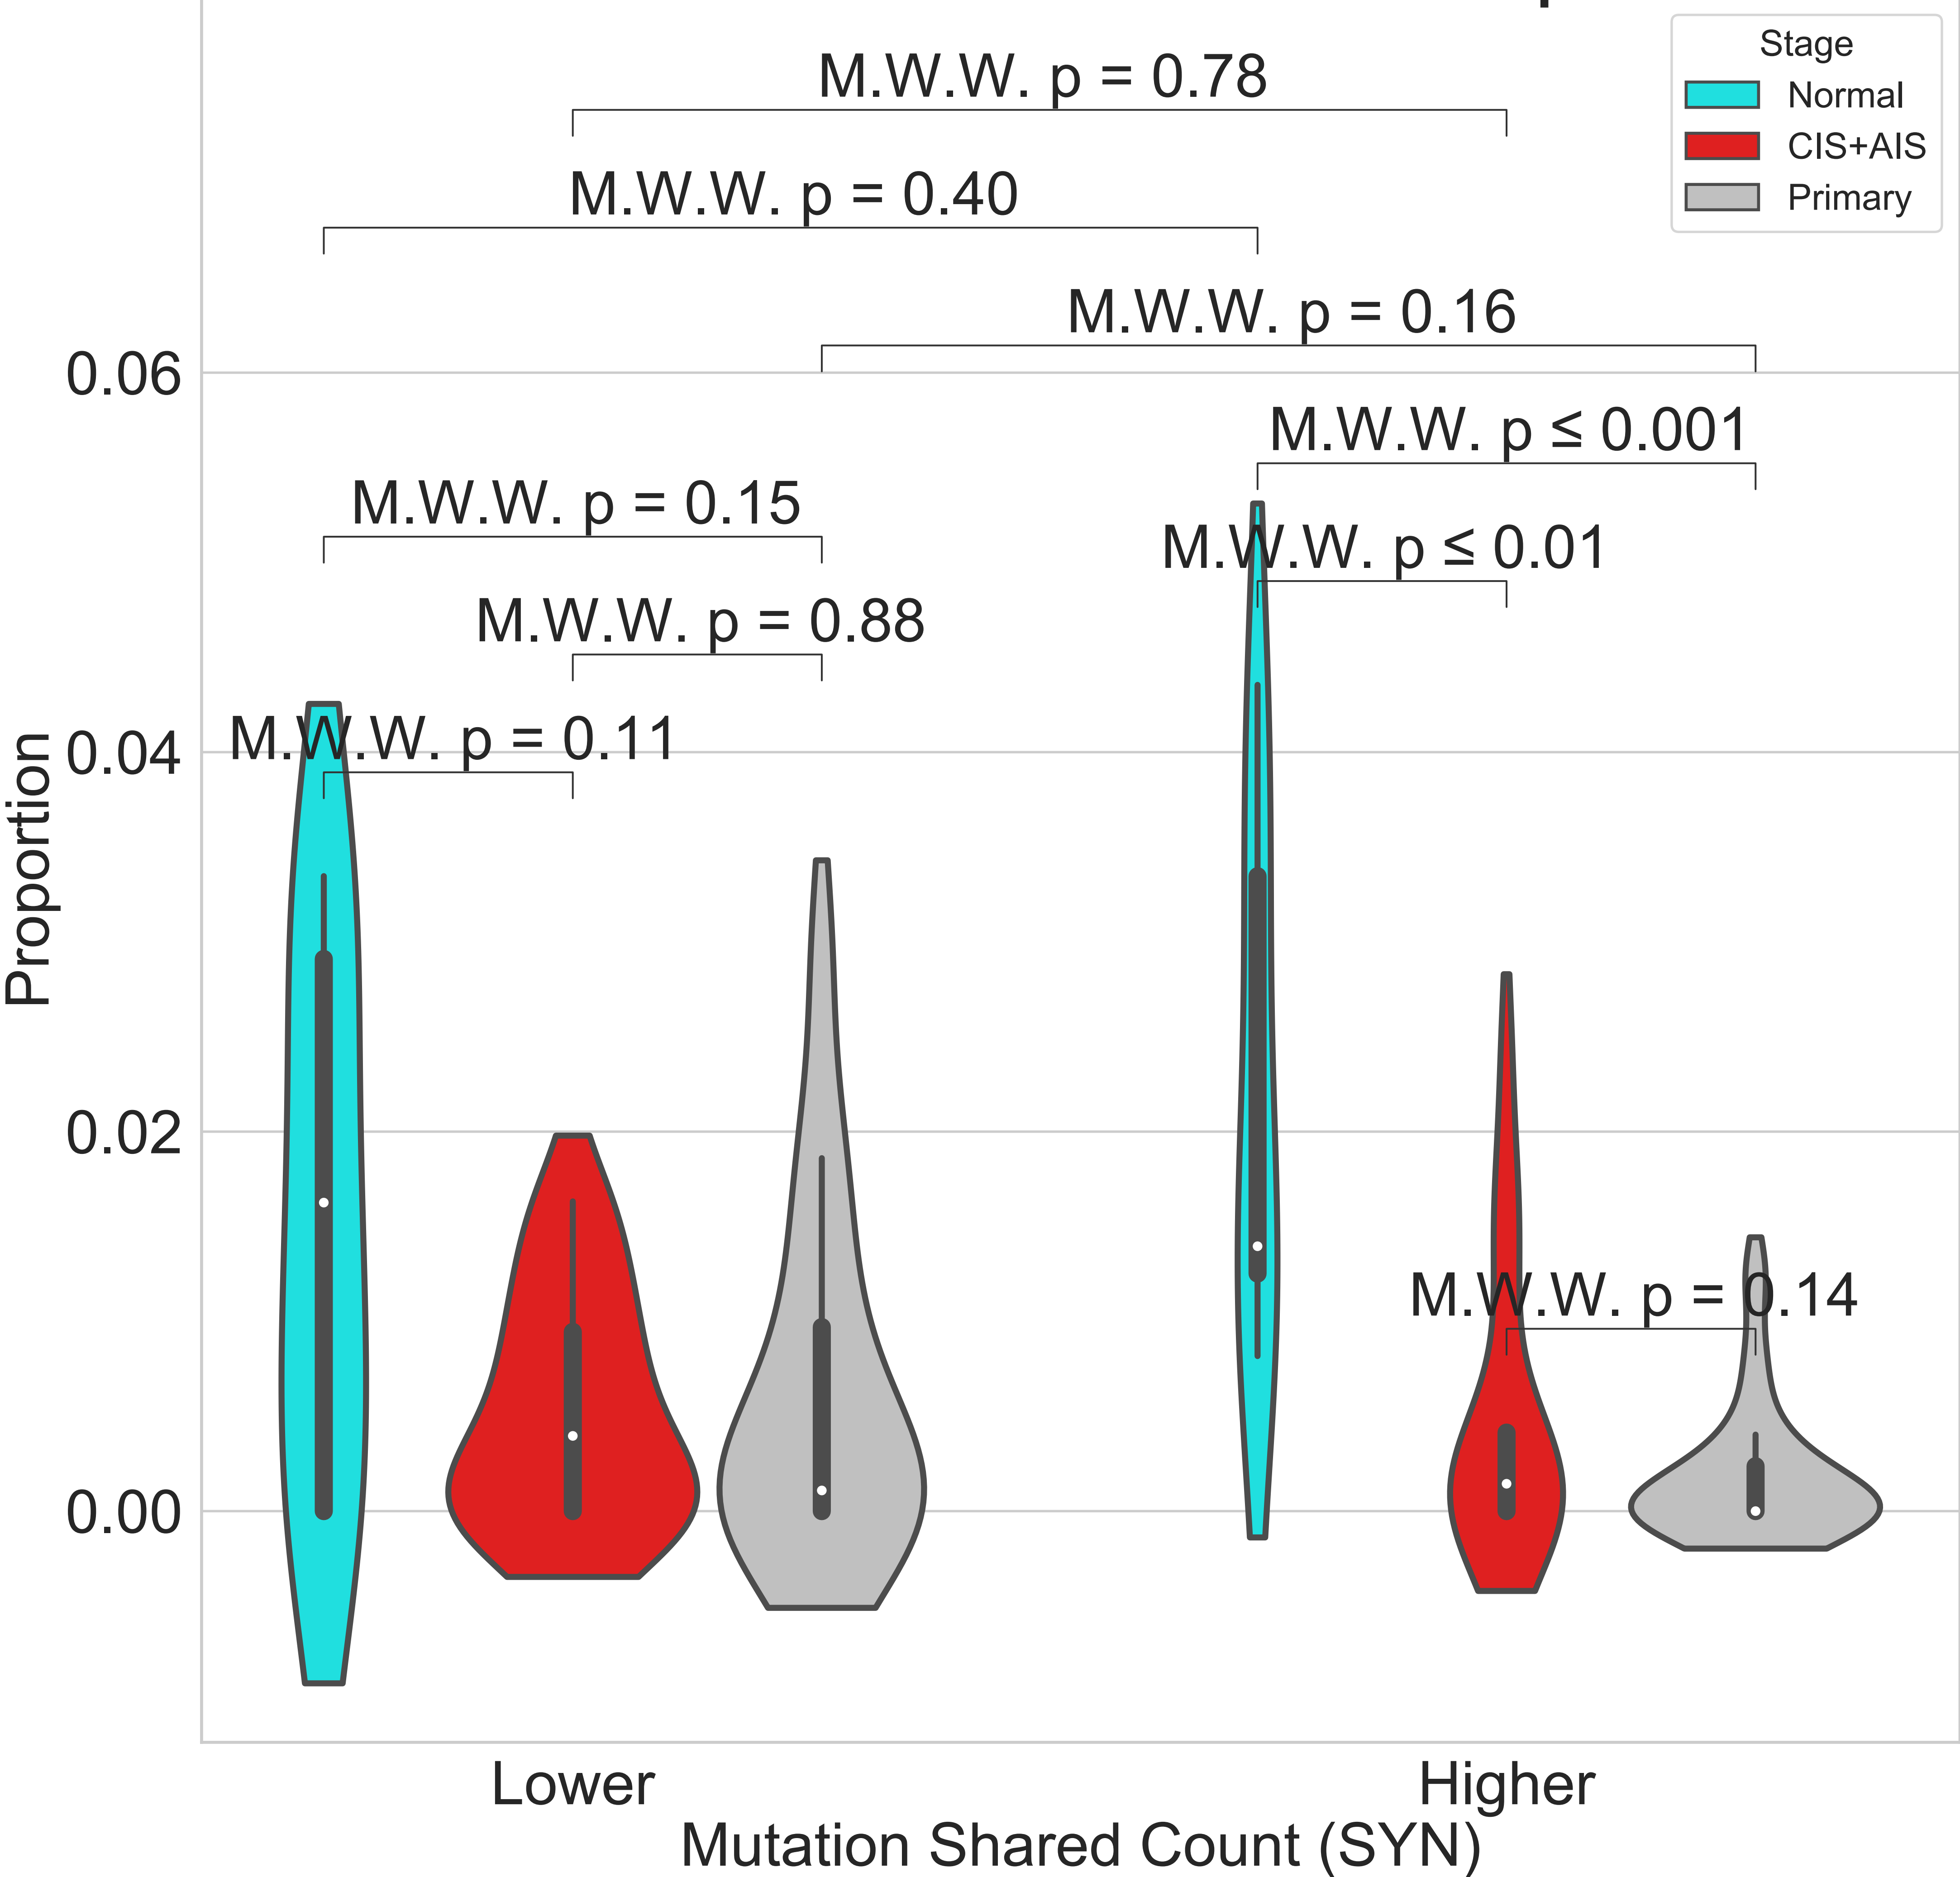 Stage
Normal
CIS+AIS
Primary
M.W.W. p = 0.78
M.W.W. p = 0.40
M.W.W. p = 0.16
M.W.W. p ≤ 0.001
M.W.W. p = 0.15
M.W.W. p ≤ 0.01
M.W.W. p = 0.88
M.W.W. p = 0.11
M.W.W. p = 0.14
0.06
0.04
0.02
0.00
Proportion
Lower
Higher
Mutation Shared Count (SYN)